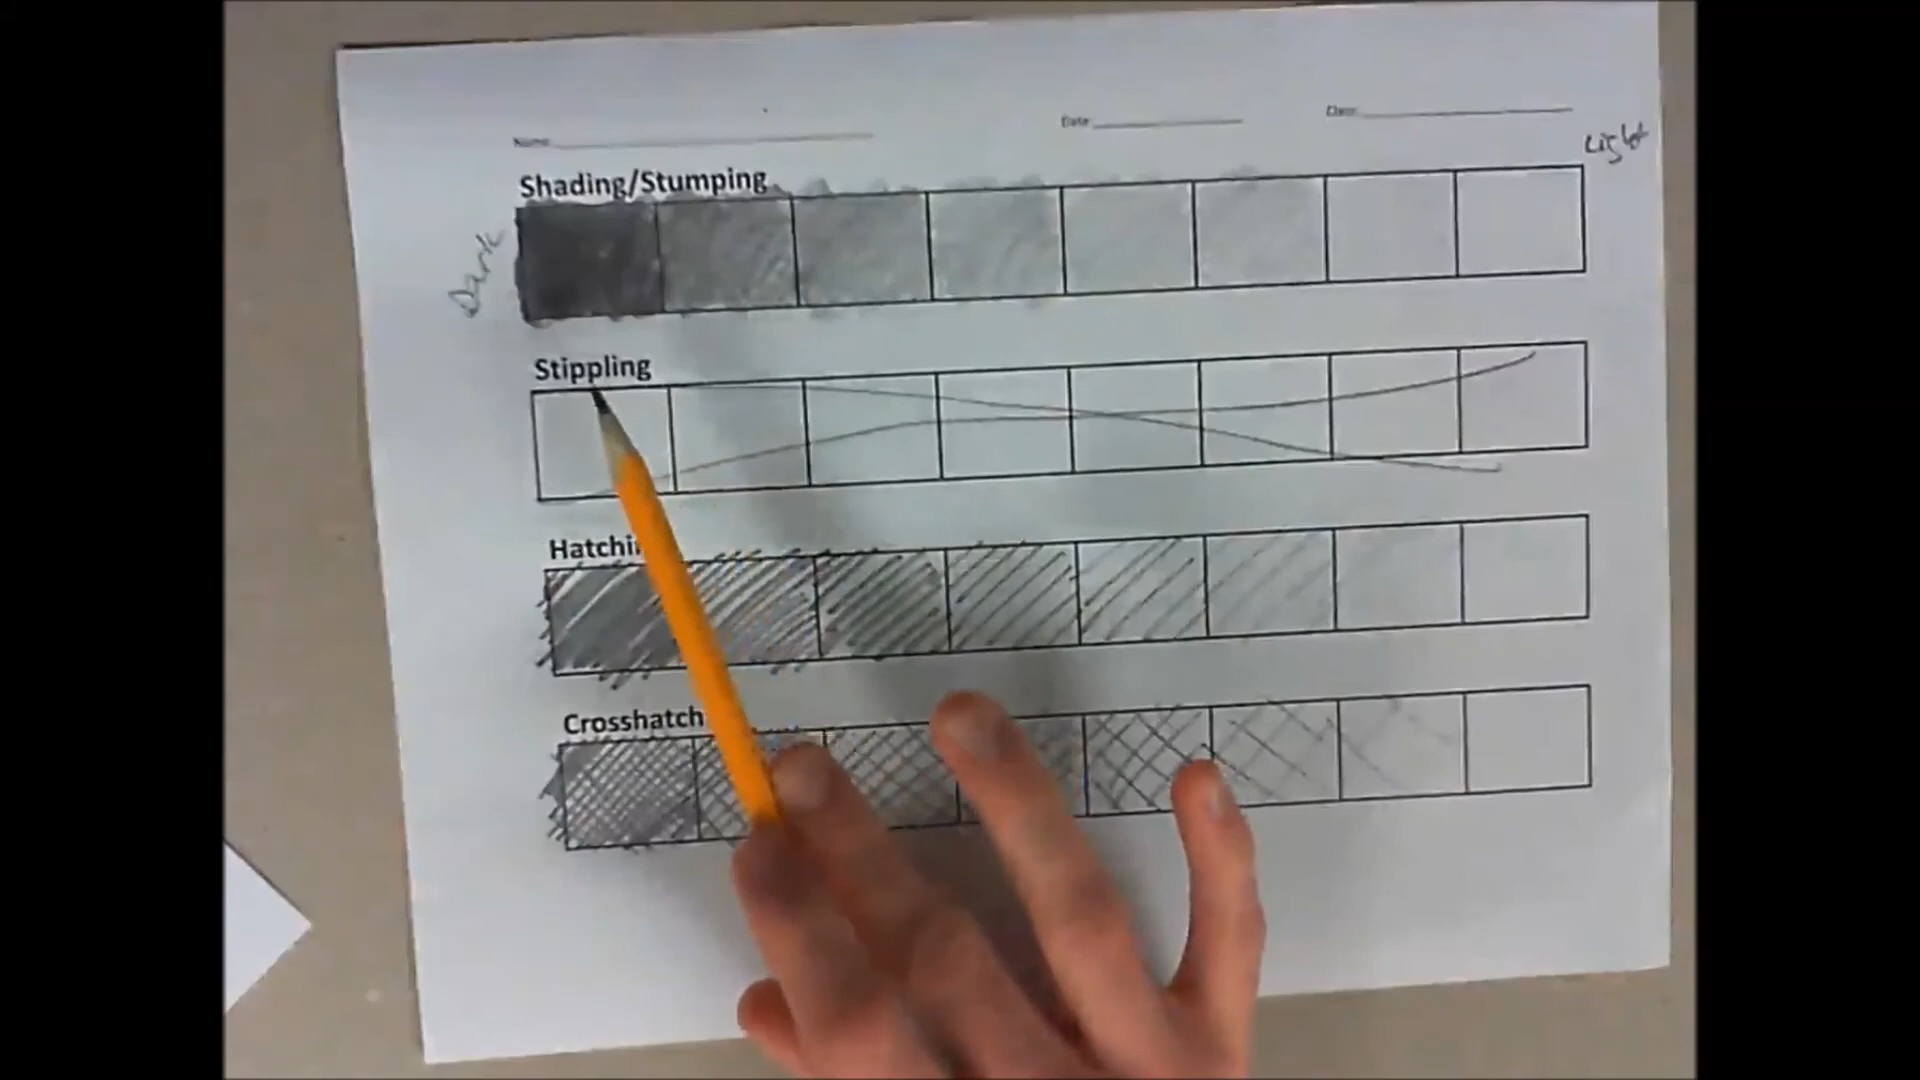 Name: Date: Class:
Light
Shading/Stumping
Dark
Stippling
Hatchi
Crosshatch